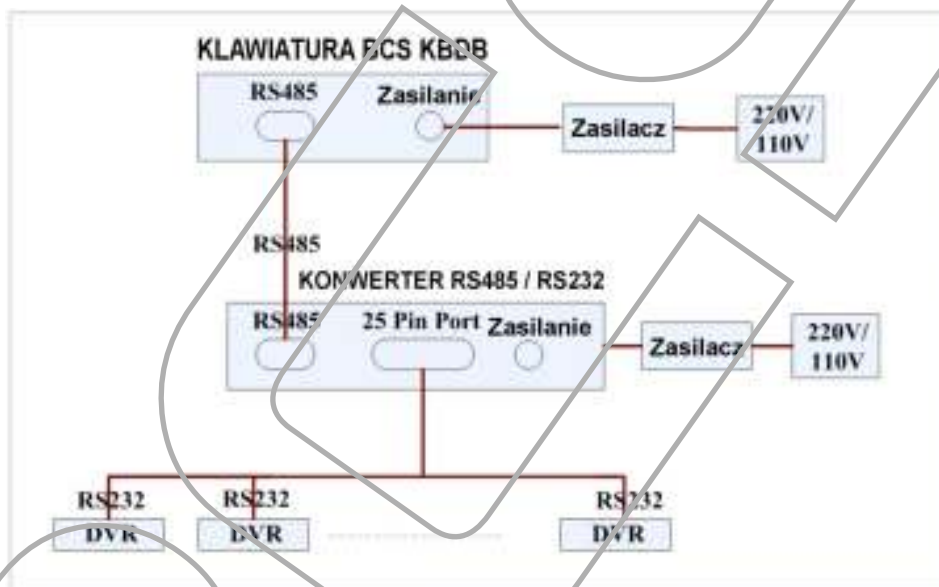 KLAWIATURA BCS KBDB
RS485
Zasilanie
Zasilacz
220V/
110V
RS485
KONWERTER RS485 / RS232
RS485
25 Pin Port
Zasilanie
Zasilacz
220V/
110V
RS232
RS232
RS232
DVR
DVR
DVR